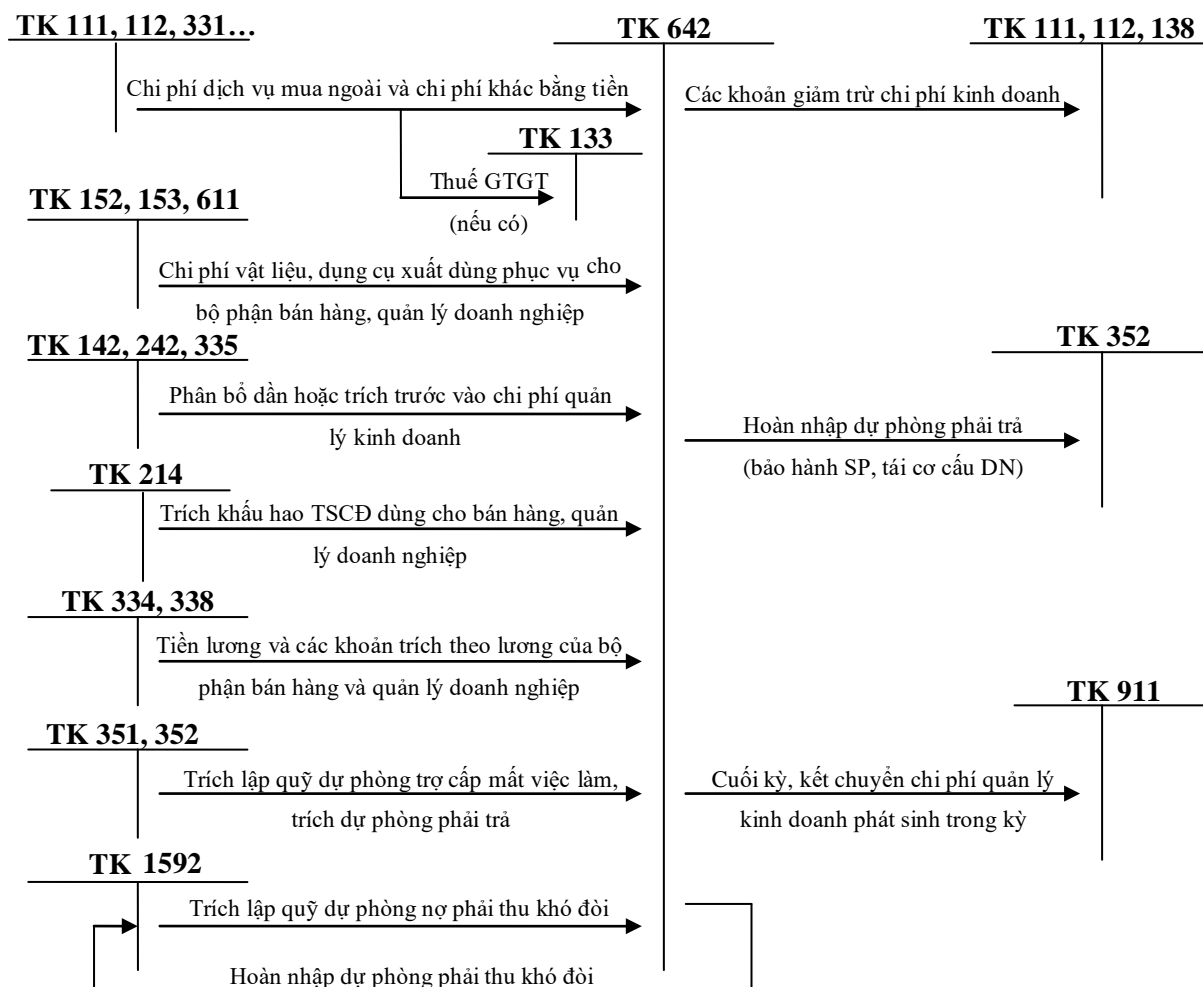 TK 111, 112, 331…
TK 642
TK 111, 112, 138
Chi phí dịch vụ mua ngoài và chi phí khác bằng tiền
Các khoản giảm trừ chi phí kinh doanh
TK 133
Thuế GTGT
(nếu có)
TK 152, 153, 611
Chi phí vật liệu, dụng cụ xuất dùng phục vụ cho
bộ phận bán hàng, quản lý doanh nghiệp
TK 142, 242, 335
Phân bổ dần hoặc trích trước vào chi phí quản
lý kinh doanh
TK 352
Hoàn nhập dự phòng phải trả
(bảo hành SP, tái cơ cấu DN)
TK 214
Trích khấu hao TSCĐ dùng cho bán hàng, quản
lý doanh nghiệp
TK 334, 338
Tiền lương và các khoản trích theo lương của bộ
phận bán hàng và quản lý doanh nghiệp
TK 911
TK 351, 352
Trích lập quỹ dự phòng trợ cấp mất việc làm,
trích dự phòng phải trả
Cuối kỳ, kết chuyển chi phí quản lý
kinh doanh phát sinh trong kỳ
TK 1592
Trích lập quỹ dự phòng nợ phải thu khó đòi
Hoàn nhập dự phòng phải thu khó đòi